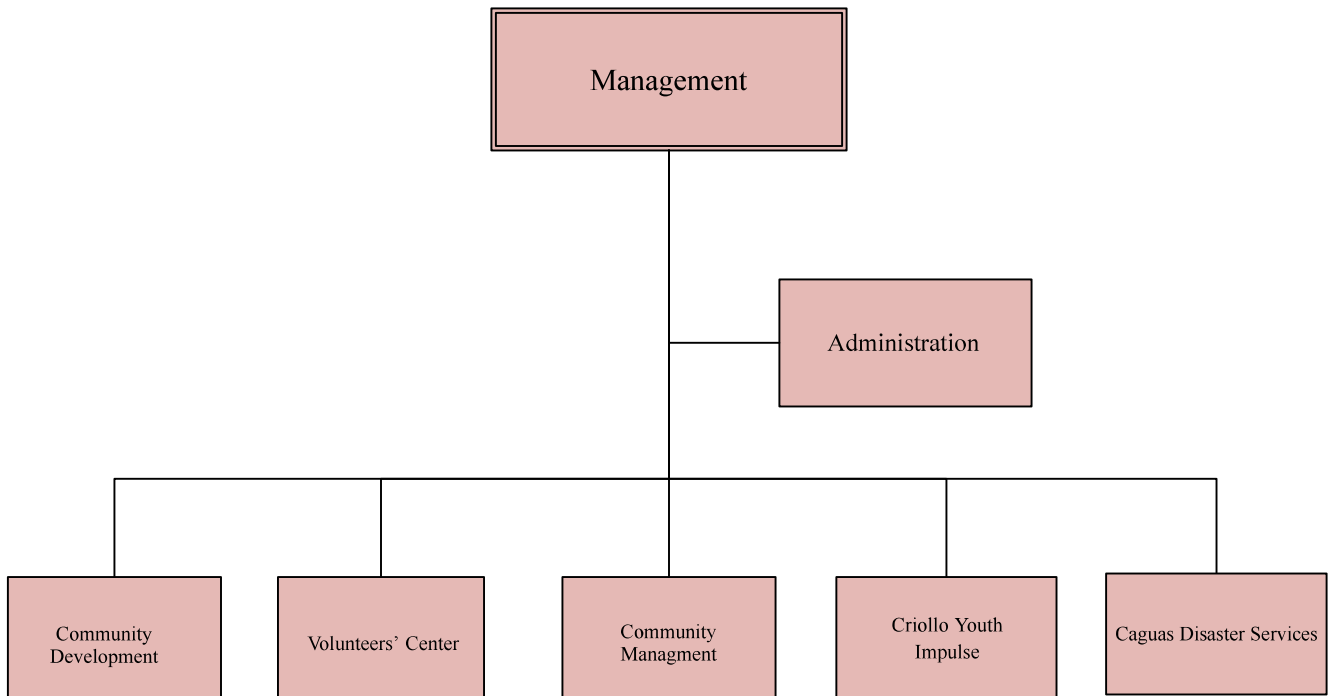 Management
Administration
Community
Development
Volunteers’ Center
Community
Managment
Criollo Youth
Impulse
Caguas Disaster Services